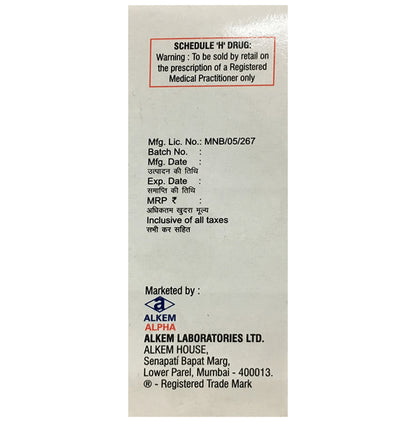 SCHEDULE 'H' DRUG:
Warning : To be sold by retail on
the prescription of a Registered
Medical Practitioner only
Mfg. Lic. No.: MNB/05/267
Batch No. :
Mfg. Date :
उत्पादन की तिथि
Exp. Date :
समाप्ति की तिथि
MRP ₹ :
अधिकतम खुदरा मूल्य
Inclusive of all taxes
सभी कर सहित
Marketed by :
a
ALKEM
ALPHA
ALKEM LABORATORIES LTD.
ALKEM HOUSE,
Senapati Bapat Marg,
Lower Parel, Mumbai - 400013.
® - Registered Trade Mark